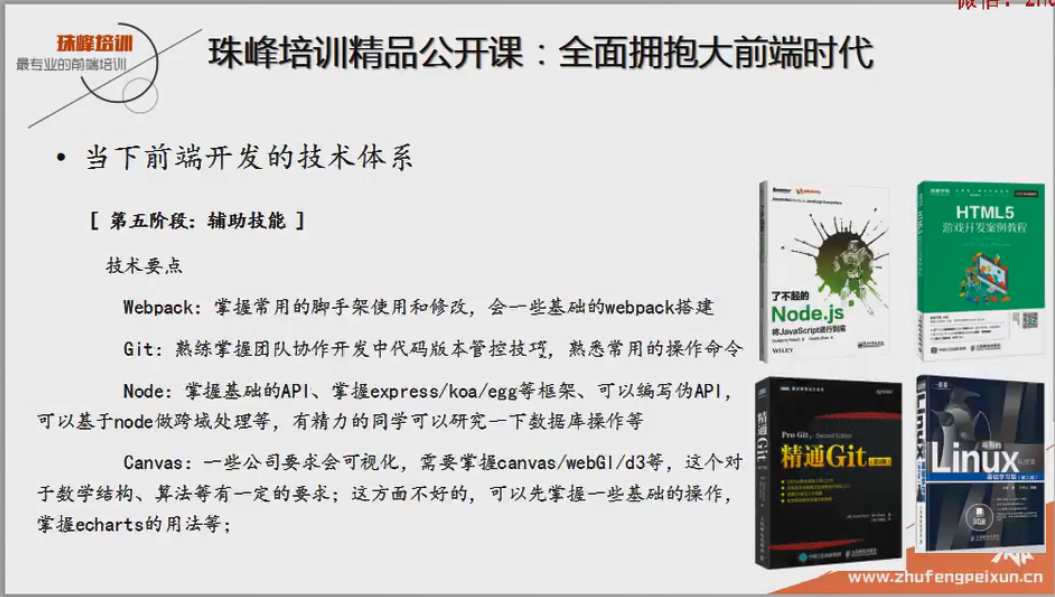 微信:
珠峰培训
最专业的前端培训
珠峰培训精品公开课：全面拥抱大前端时代
• 当下前端开发的技术体系
[ 第五阶段：辅助技能 ]
技术要点
Webpack：掌握常用的脚手架使用和修改，会一些基础的webpack搭建
Git：熟练掌握团队协作开发中代码版本管控技巧，熟悉常用的操作命令
Node：掌握基础的API、掌握express/koa/egg等框架、可以编写伪API，
可以基于node做跨域处理等，有精力的同学可以研究一下数据库操作等
Canvas：一些公司要求会可视化，需要掌握canvas/webGl/d3等，这个对
于数学结构、算法等有一定的要求；这方面不好的，可以先掌握一些基础的操作，
掌握echarts的用法等；
了不起的
Node.js
将JavaScript进行到底
WILEY
HTML5
游戏开发案例教程
精通Git
Pro Git, Second Edition
精通Git
Linux
基础学习篇
www.zhufengpeixun.cn